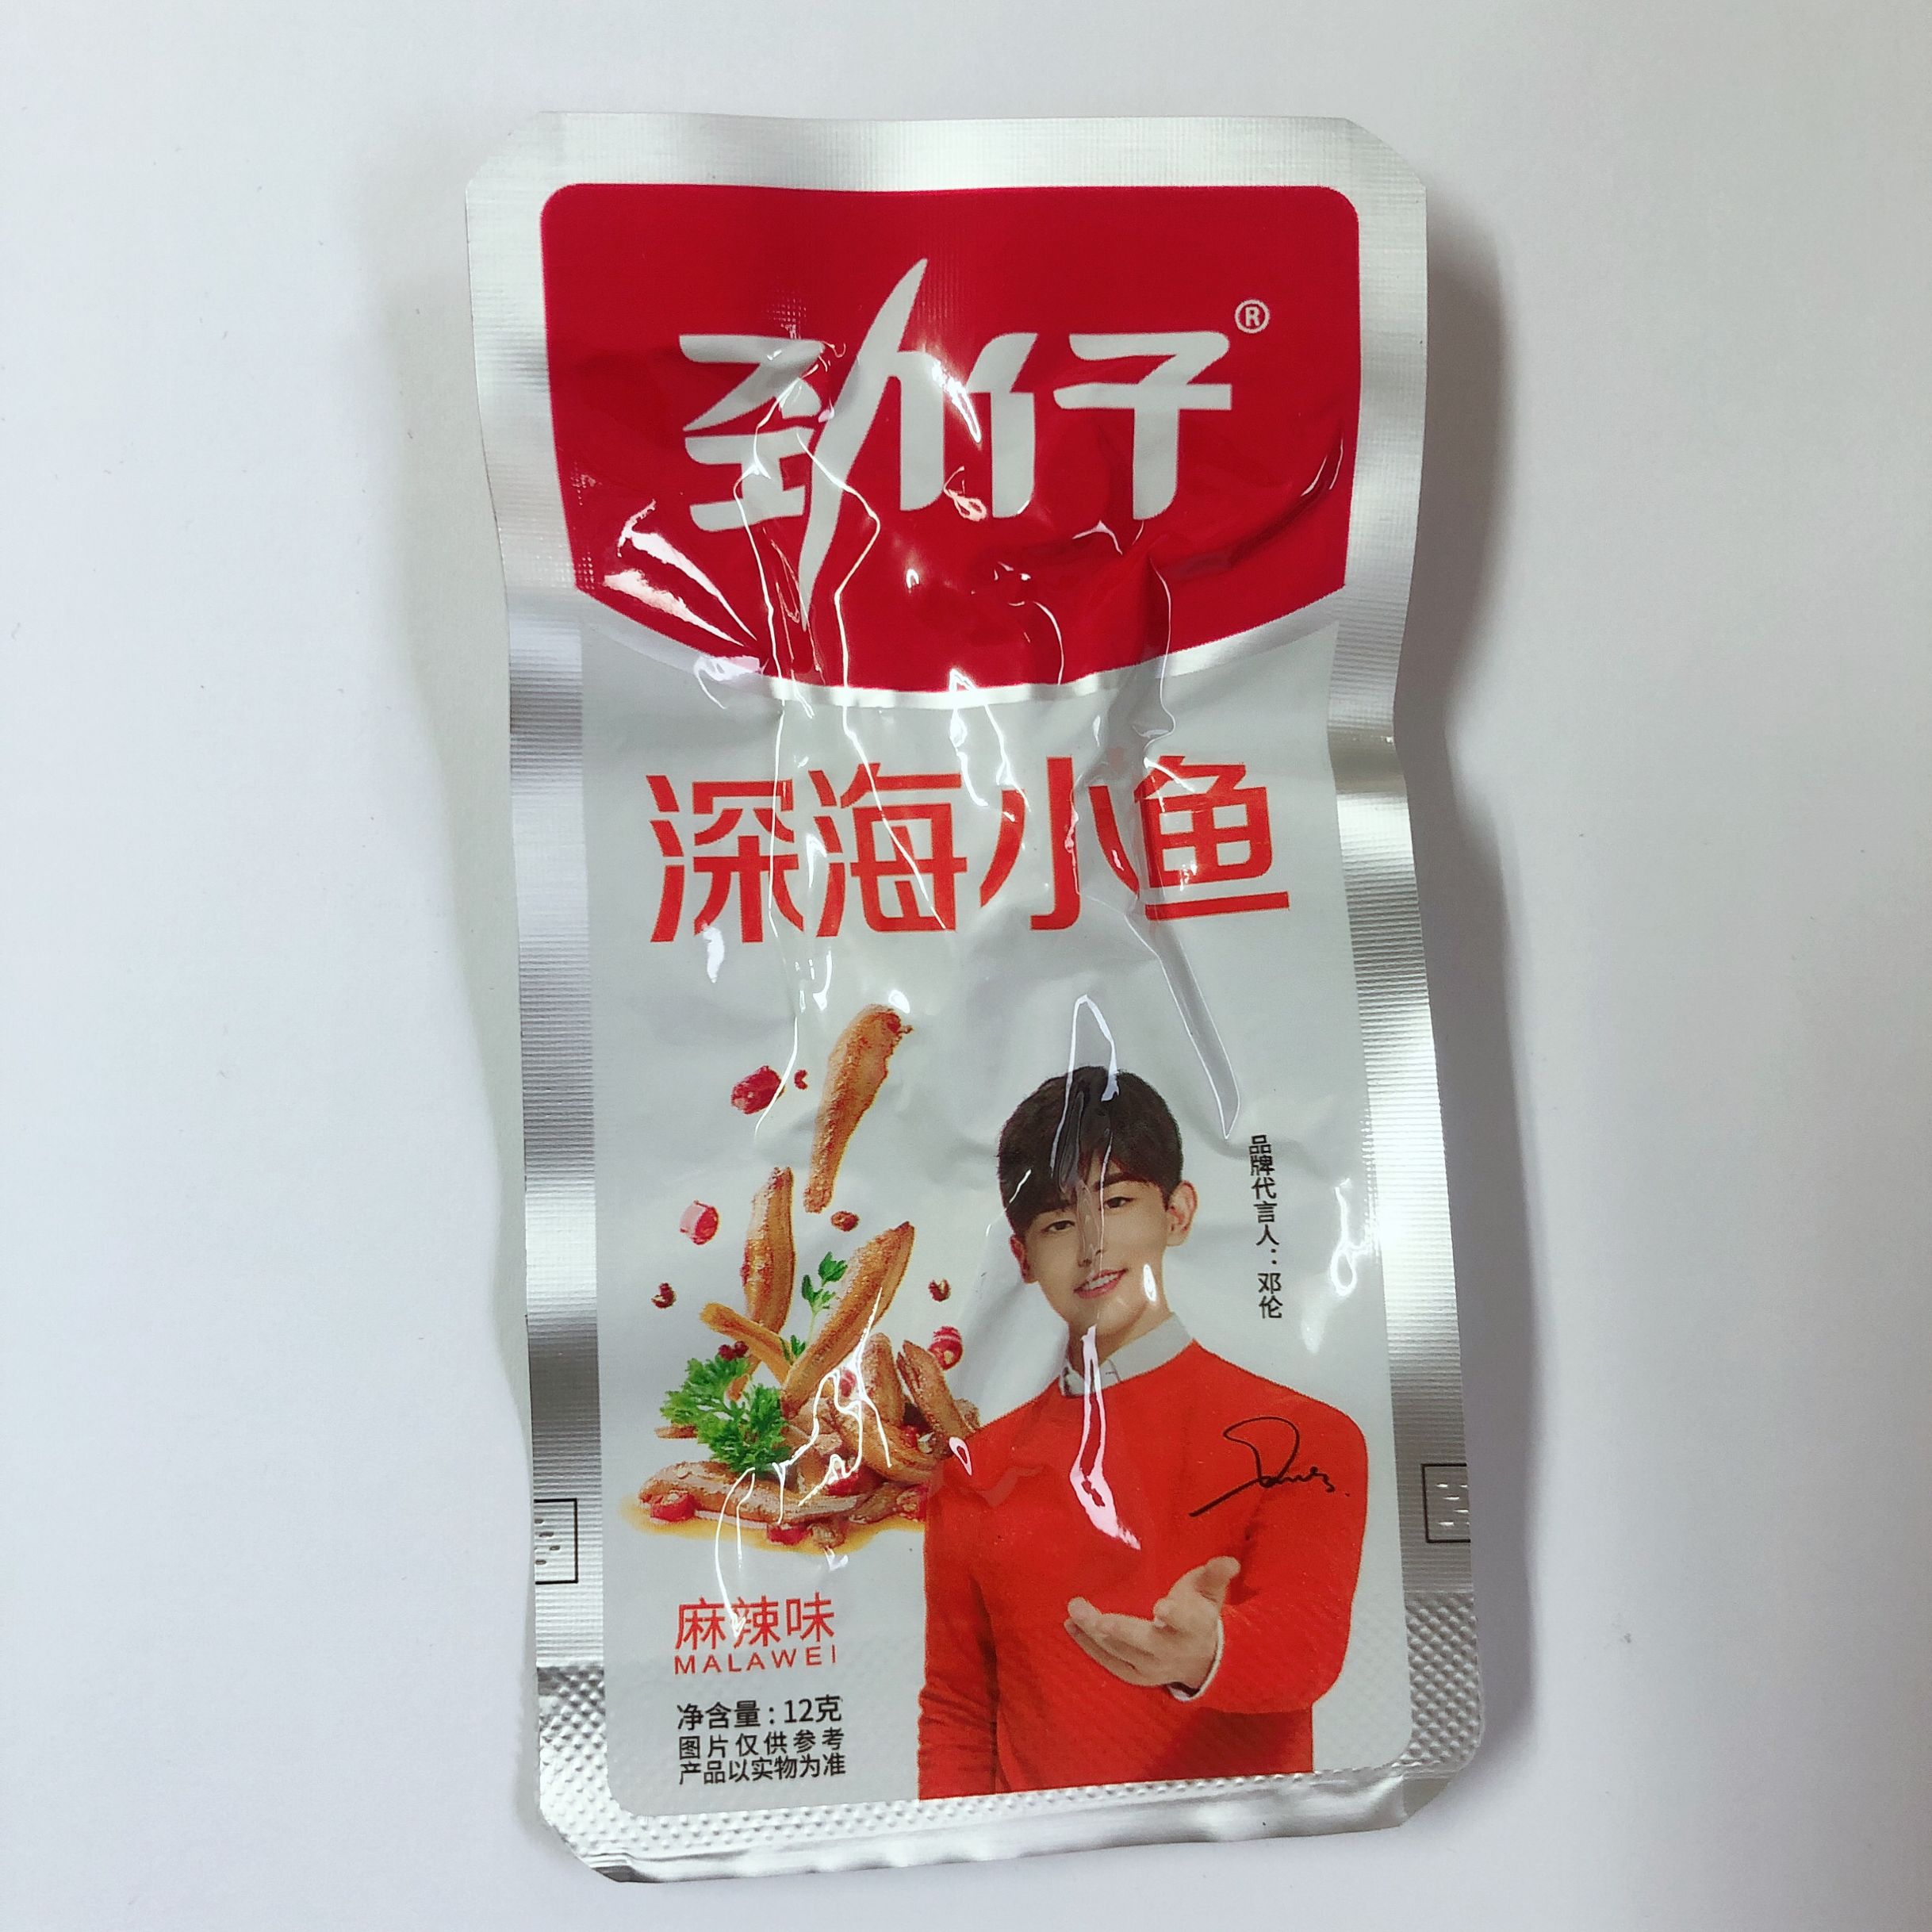 劲仔®
深海小鱼
品牌代言人：邓伦
麻辣味
MALAWEI
净含量：12克
图片仅供参考
产品以实物为准